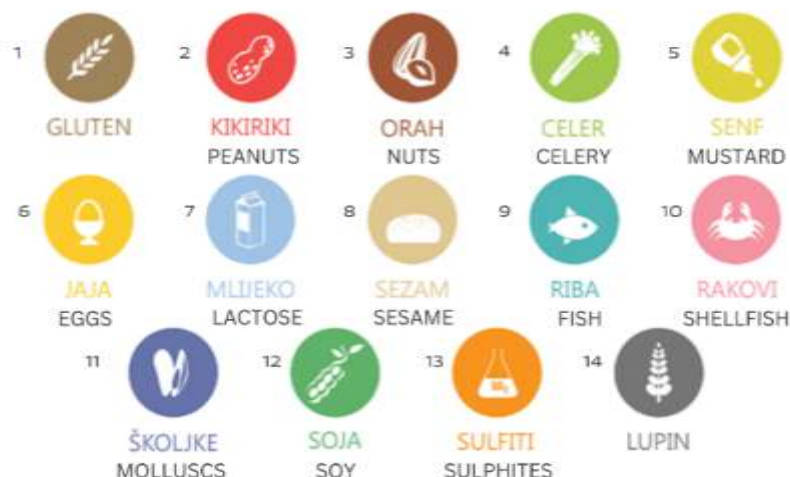 1 2 3 4 5
GLUTEN KIKIRIKI ORAH CELER SENF
PEANUTS NUTS CELERY MUSTARD
6 7 8 9 10
JAJA MLIJEKO SEZAM RIBA RAKOVI
EGGS LACTOSE SESAME FISH SHELLFISH
11 12 13 14
ŠKOLJKE SOJA SULFITI LUPIN
MOLLUSCS SOY SULPHITES